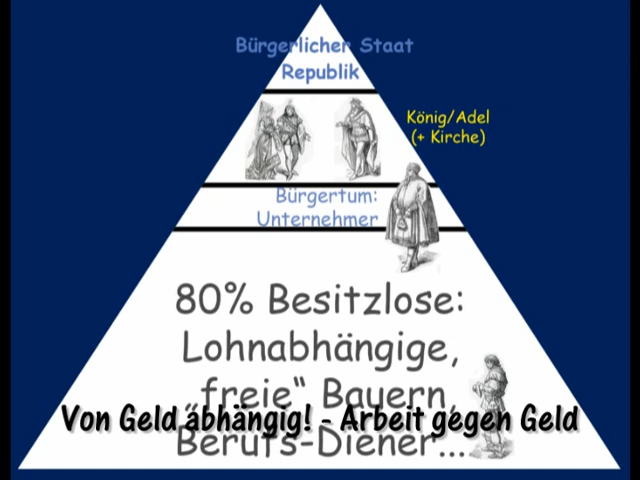 Bürgerlicher Staat
Republik
König/Adel
(+ Kirche)
Bürgertum:
Unternehmer
80% Besitzlose:
Lohnabhängige,
„freie“ Bauern,
Von Geld abhängig! - Arbeit gegen Geld
Berufs-Diener...